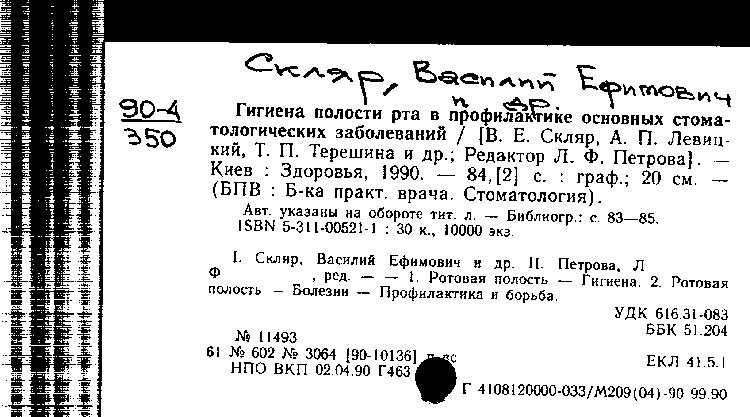 Скляр, Василий Ефимович
и др.
90-4
350
Гигиена полости рта в профилактике основных стома-
тологических заболеваний / [В. Е. Скляр, А. П. Левиц-
кий, Т. П. Терешина и др.; Редактор Л. Ф. Петрова]. —
Киев : Здоровья, 1990. — 84,[2] с. : граф.; 20 см. —
(БПВ : Б-ка практ. врача. Стоматология).
Авт. указаны на обороте тит. л. — Библиогр.: с. 83—85.
ISBN 5-311-00521-1 : 30 к., 10000 экз.
I. Скляр, Василий Ефимович и др. II. Петрова, Л
Ф , ред. — — 1. Ротовая полость — Гигиена. 2. Ротовая
полость — Болезни — Профилактика и борьба.
УДК 616.31-083
ББК 51.204
№ 11493
61 № 602 № 3064 [90-10136]
НПО ВКП 02.04.90 Г463
ЕКЛ 41.5.1
Г 4108120000-033/М209(04)-90 99.90